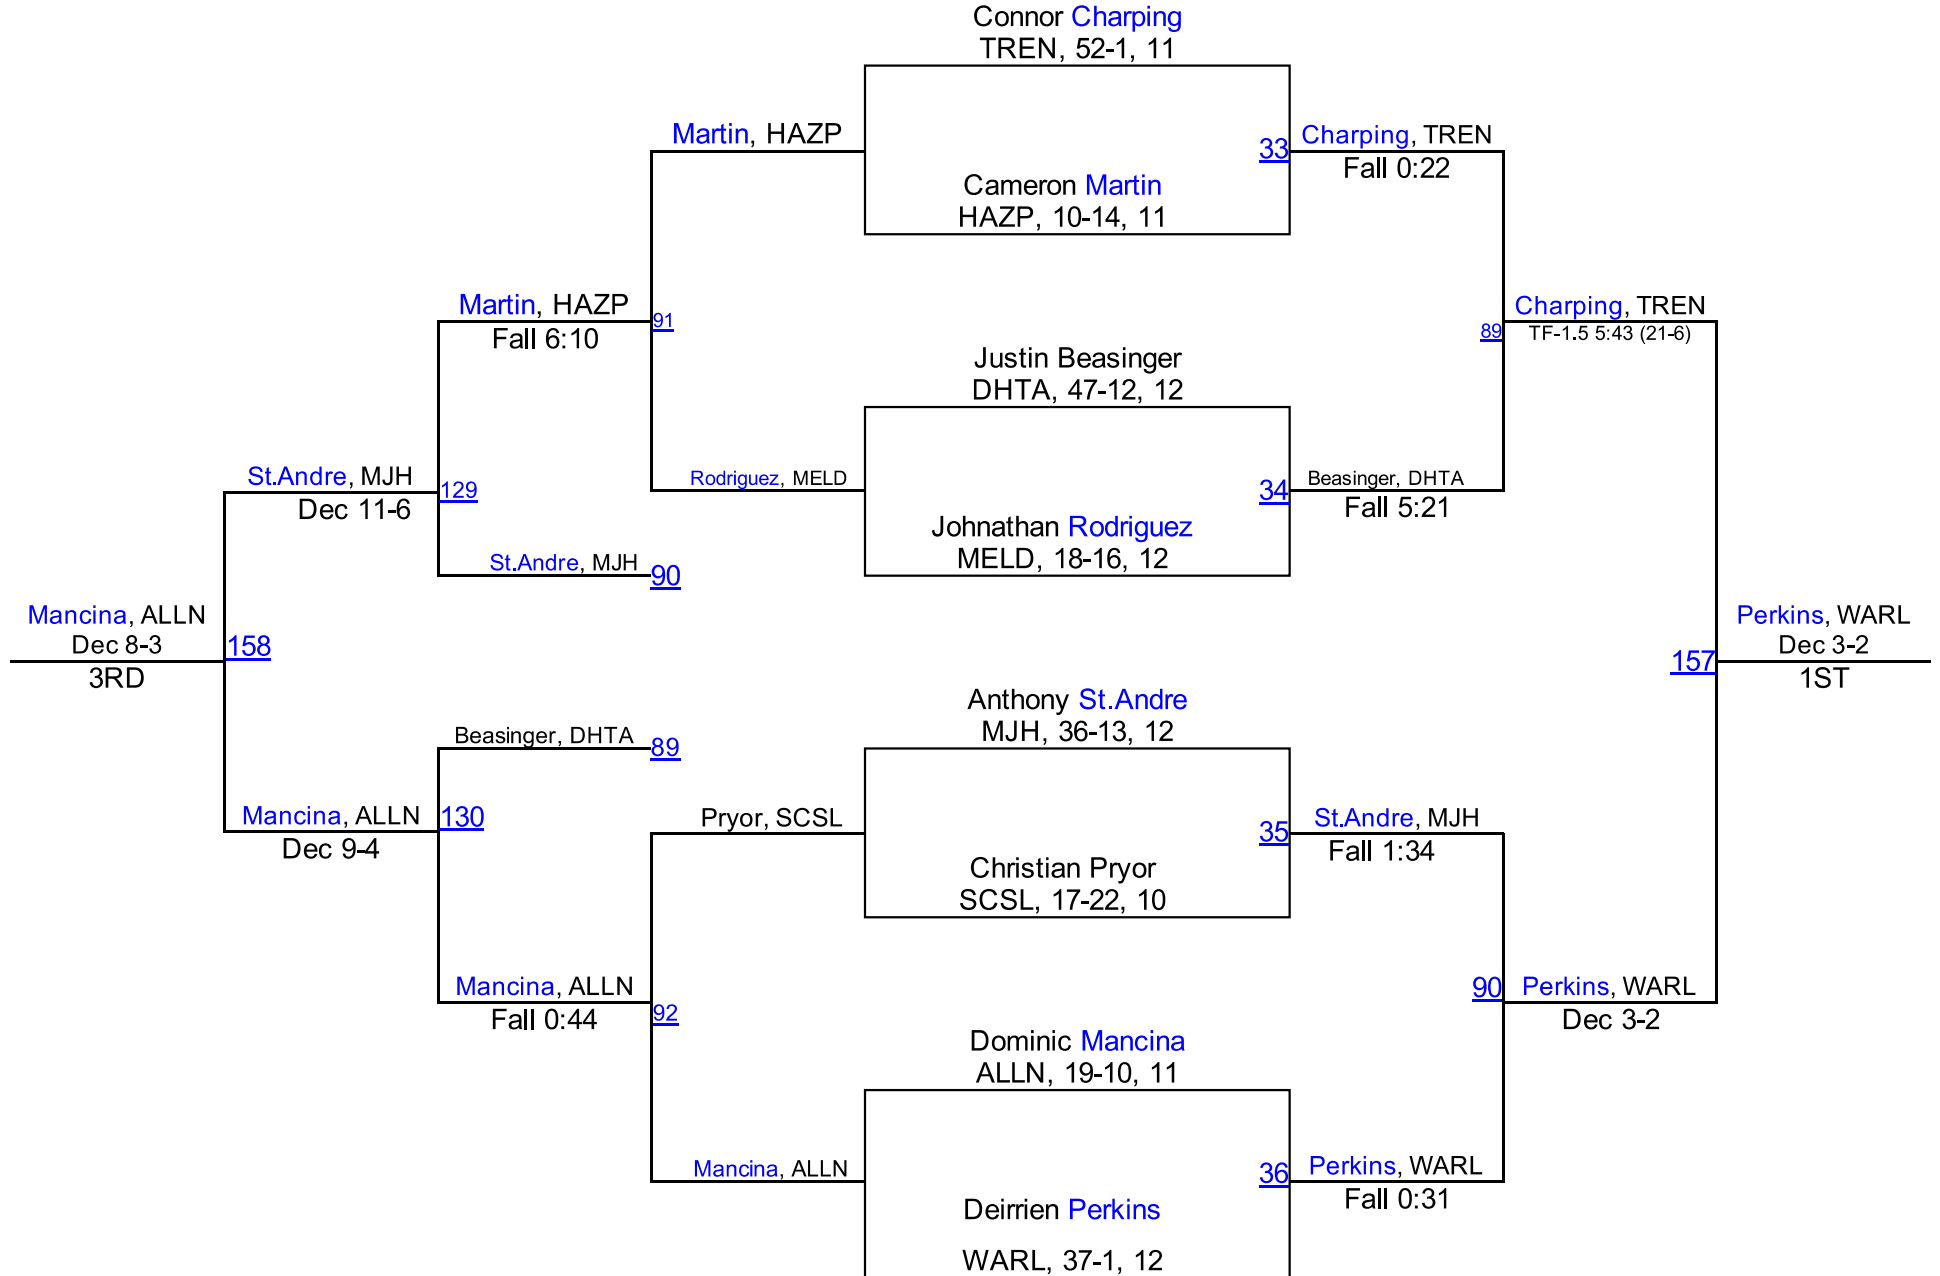 Connor Charping
TREN, 52-1, 11
Martin, HAZP
33
Charping, TREN
Fall 0:22
Cameron Martin
HAZP, 10-14, 11
Martin, HAZP
Fall 6:10
91
Charping, TREN
89
TF-1.5 5:43 (21-6)
Justin Beasinger
DHTA, 47-12, 12
St.Andre, MJH
Dec 11-6
129
Rodriguez, MELD
34
Beasinger, DHTA
Fall 5:21
Johnathan Rodriguez
MELD, 18-16, 12
St.Andre, MJH
90
Mancina, ALLN
Dec 8-3
158
3RD
Perkins, WARL
Dec 3-2
157
1ST
Anthony St.Andre
MJH, 36-13, 12
Beasinger, DHTA
89
Mancina, ALLN
130
Dec 9-4
Pryor, SCSL
35
St.Andre, MJH
Fall 1:34
Christian Pryor
SCSL, 17-22, 10
Mancina, ALLN
Fall 0:44
92
90
Perkins, WARL
Dec 3-2
Dominic Mancina
ALLN, 19-10, 11
Mancina, ALLN
36
Perkins, WARL
Fall 0:31
Deirrien Perkins
WARL, 37-1, 12